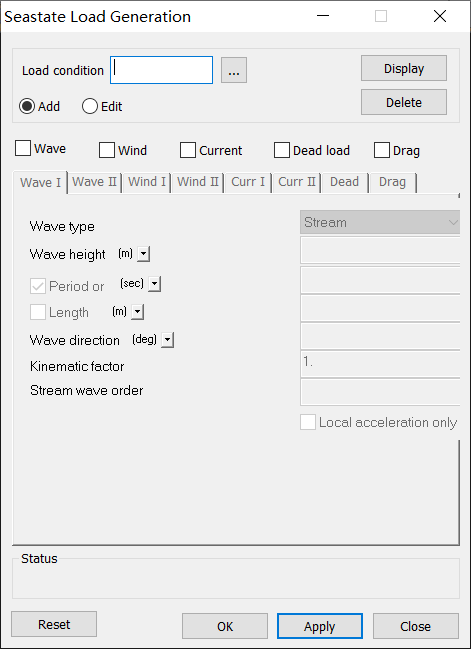 Seastate Load Generation
Load condition ... Display
Add Edit Delete
Wave Wind Current Dead load Drag
Wave I Wave II Wind I Wind II Curr I Curr II Dead Drag
Wave type Stream
Wave height (m)
Period or (sec)
Length (m)
Wave direction (deg)
Kinematic factor 1.
Stream wave order
Local acceleration only
Status
Reset OK Apply Close